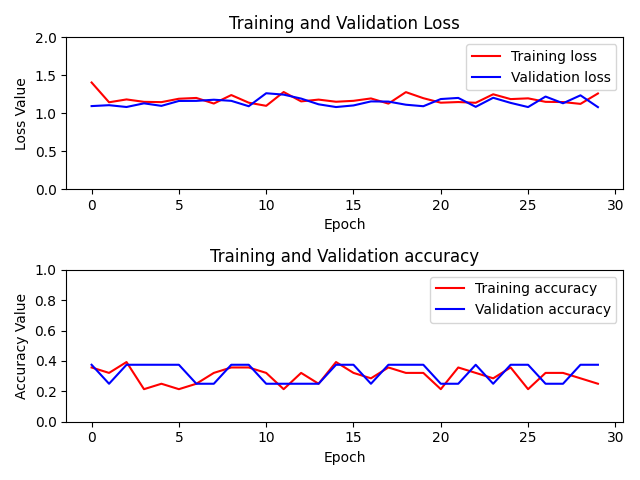 Training and Validation Loss
2.0
1.5
1.0
0.5
0.0
Loss Value
Training loss
Validation loss
0 5 10 15 20 25 30
Epoch
Training and Validation accuracy
1.0
0.8
0.6
0.4
0.2
0.0
Accuracy Value
Training accuracy
Validation accuracy
0 5 10 15 20 25 30
Epoch